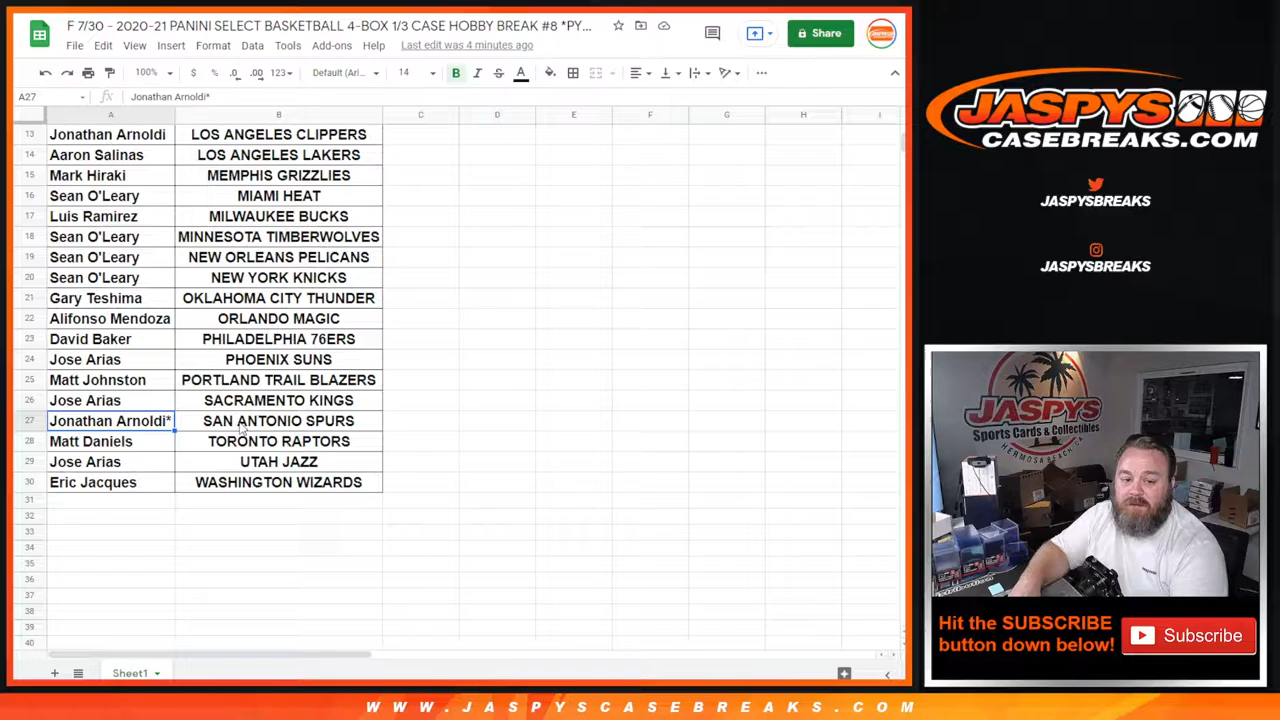 F 7/30 - 2020-21 PANINI SELECT BASKETBALL 4-BOX 1/3 CASE HOBBY BREAK #8 *PY...
File Edit View Insert Format Data Tools Add-ons Help Last edit was 4 minutes ago
Share
100% $ % .0 .00 123 Default (Ari... 14 B I S A
A27 fx Jonathan Arnoldi*
A B C D E F G H I
13 Jonathan Arnoldi LOS ANGELES CLIPPERS
14 Aaron Salinas LOS ANGELES LAKERS
15 Mark Hiraki MEMPHIS GRIZZLIES
16 Sean O'Leary MIAMI HEAT
17 Luis Ramirez MILWAUKEE BUCKS
18 Sean O'Leary MINNESOTA TIMBERWOLVES
19 Sean O'Leary NEW ORLEANS PELICANS
20 Sean O'Leary NEW YORK KNICKS
21 Gary Teshima OKLAHOMA CITY THUNDER
22 Alifonso Mendoza ORLANDO MAGIC
23 David Baker PHILADELPHIA 76ERS
24 Jose Arias PHOENIX SUNS
25 Matt Johnston PORTLAND TRAIL BLAZERS
26 Jose Arias SACRAMENTO KINGS
27 Jonathan Arnoldi* SAN ANTONIO SPURS
28 Matt Daniels TORONTO RAPTORS
29 Jose Arias UTAH JAZZ
30 Eric Jacques WASHINGTON WIZARDS
31
32
33
34
35
36
37
38
39
40
Sheet1
JASPYS
CASEBREAKS.COM
JASPYSBREAKS
JASPYSBREAKS
JASPYS
Sports Cards & Collectibles
HERMOSA BEACH, CA
Hit the SUBSCRIBE
button down below!
Subscribe
WWW.JASPYSCASEBREAKS.COM